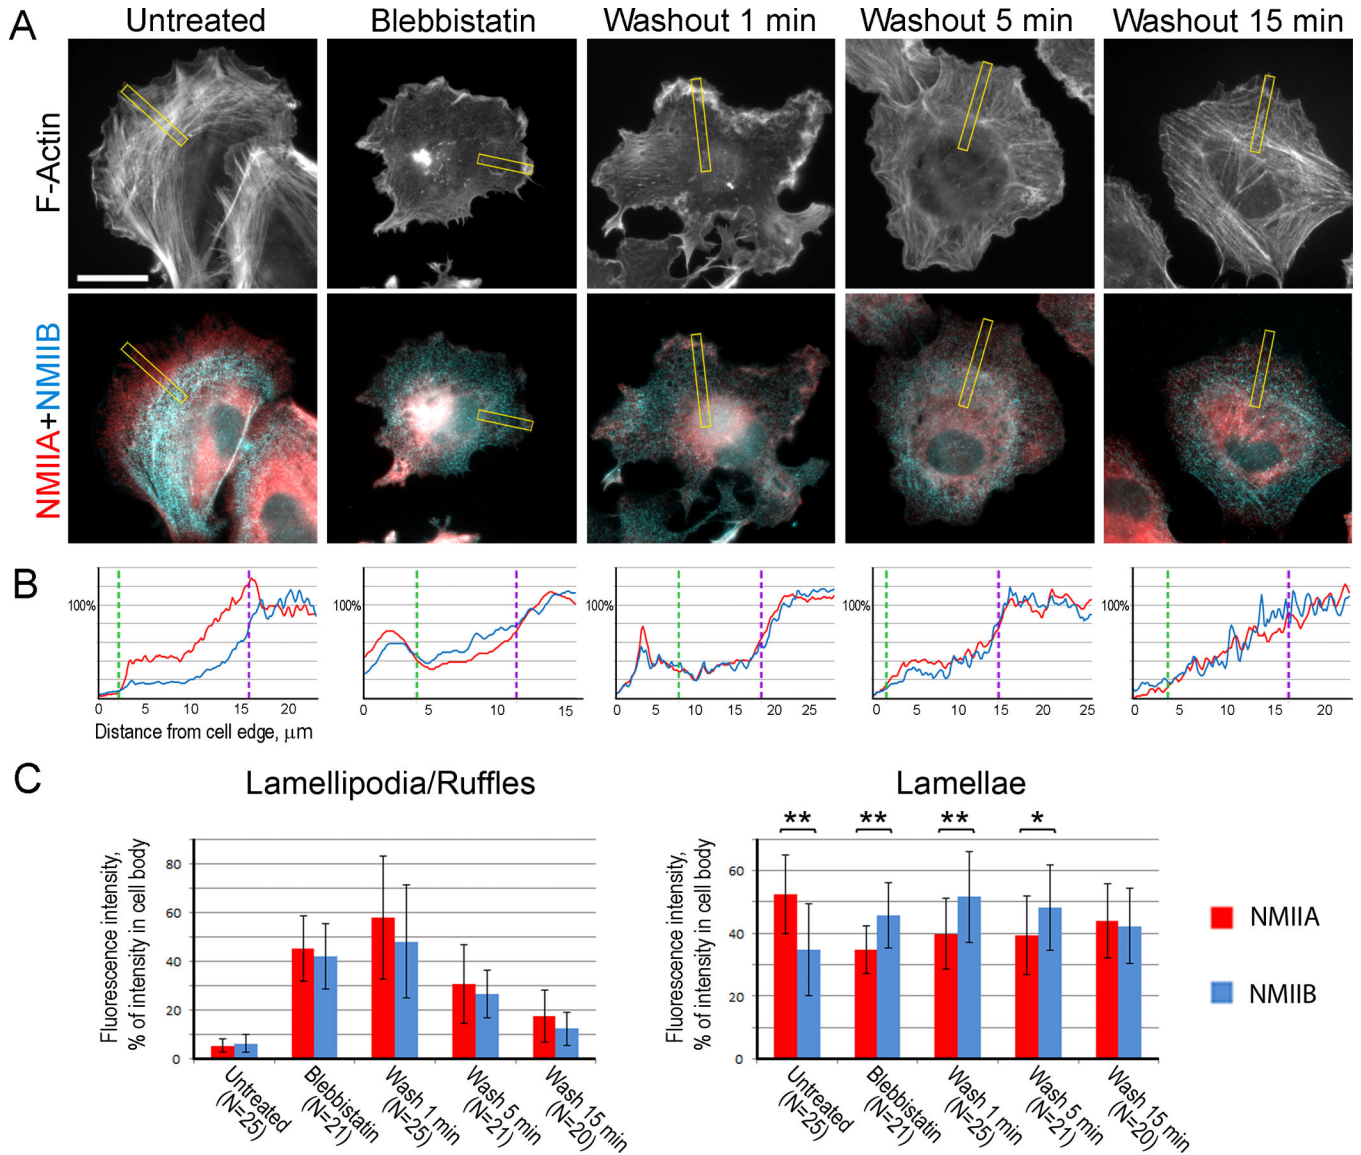 A
Untreated
Blebbistatin
Washout 1 min
Washout 5 min
Washout 15 min
F-Actin
NMIIA+NMIIB
B
100%
100%
100%
100%
100%
0 5 10 15 20
0 5 10 15
0 5 10 15 20 25
0 5 10 15 20 25
0 5 10 15 20
Distance from cell edge, μm
C
Lamellipodia/Ruffles
Fluorescence intensity,
% of intensity in cell body
80
60
40
20
0
Untreated
(N=25)
Blebbistatin
(N=21)
Wash 1 min
(N=25)
Wash 5 min
(N=21)
Wash 15 min
(N=20)
Lamellae
** ** ** *
Fluorescence intensity,
% of intensity in cell body
60
40
20
0
Untreated
(N=25)
Blebbistatin
(N=21)
Wash 1 min
(N=25)
Wash 5 min
(N=21)
Wash 15 min
(N=20)
NMIIA
NMIIB